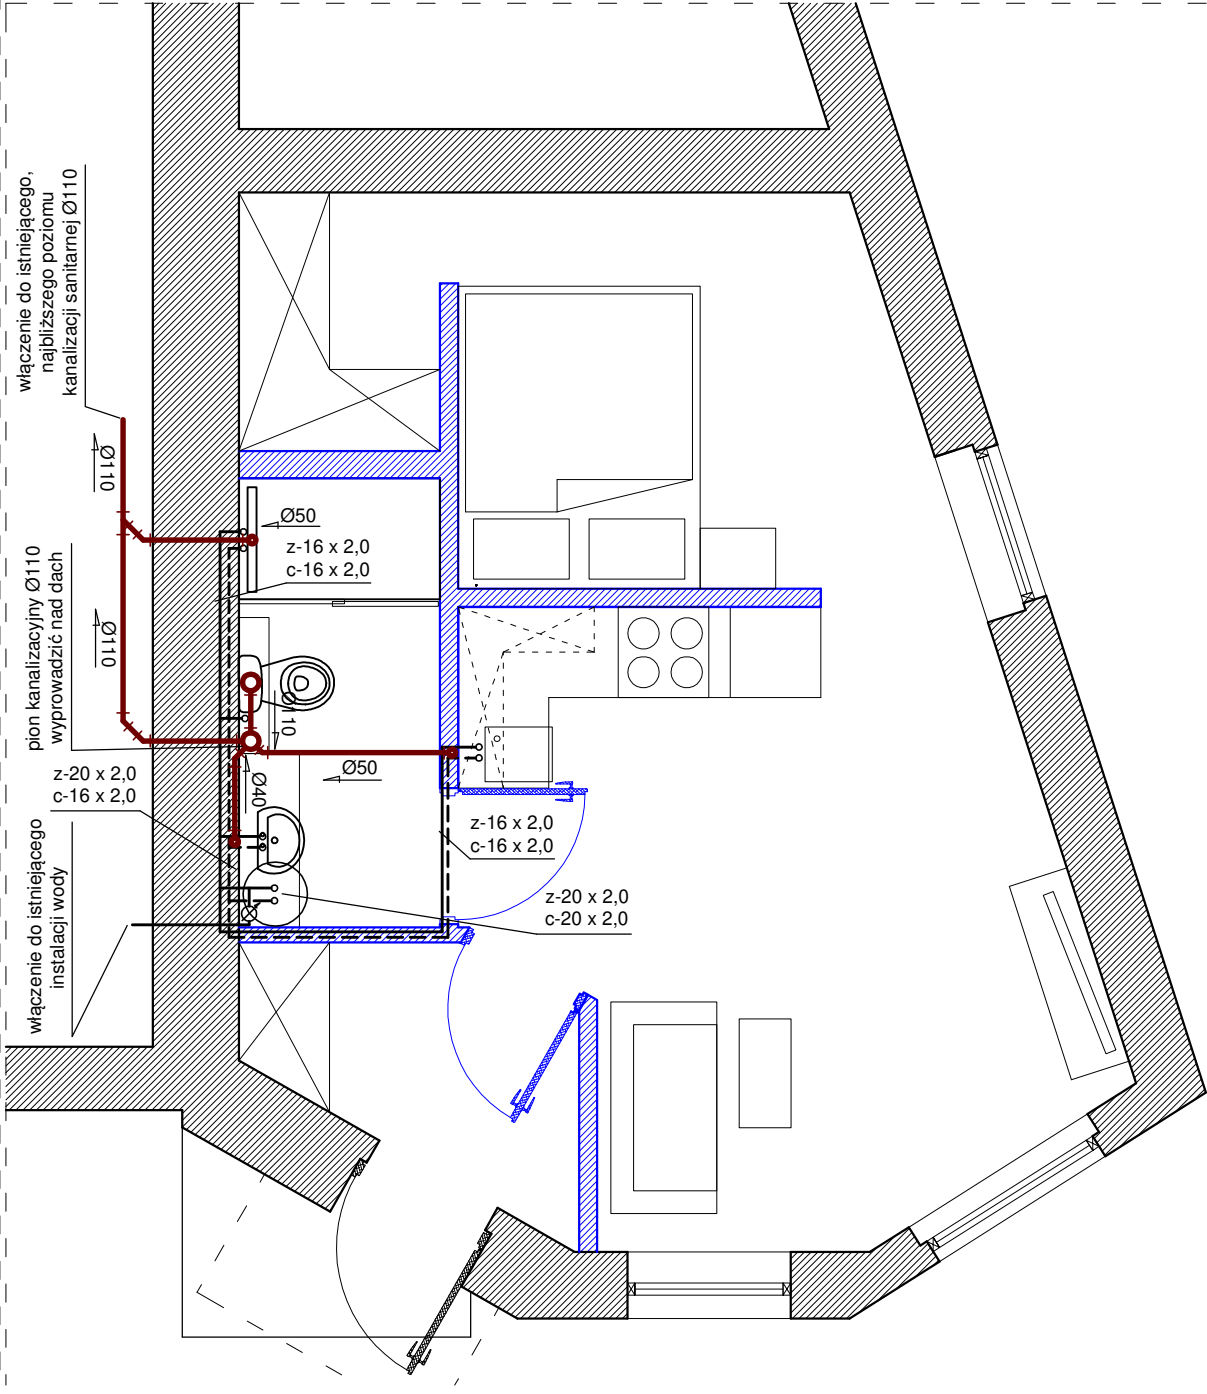 włączenie do istniejącego,
najbliższego poziomu
kanalizacji sanitarnej Ø110
Ø110
Ø50
z-16 x 2,0
c-16 x 2,0
pion kanalizacyjny Ø110
wyprowadzić nad dach
Ø110
Ø110
Ø50
z-20 x 2,0
c-16 x 2,0
Ø40
włączenie do istniejącego
instalacji wody
z-16 x 2,0
c-16 x 2,0
z-20 x 2,0
c-20 x 2,0